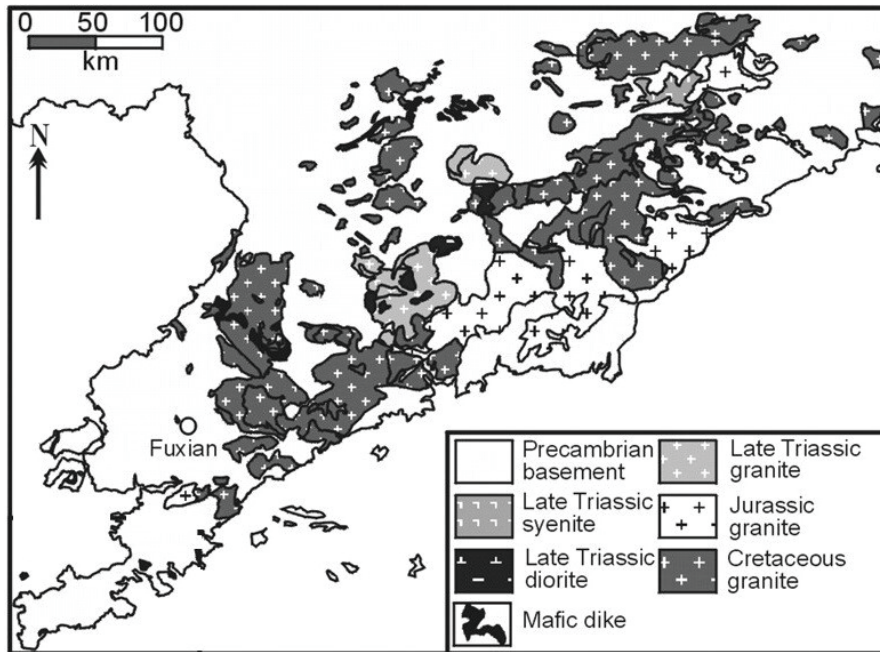 0 50 100
km
N
Fuxian
Precambrian
basement
Late Triassic
granite
Late Triassic
syenite
Jurassic
granite
Late Triassic
diorite
Cretaceous
granite
Mafic dike